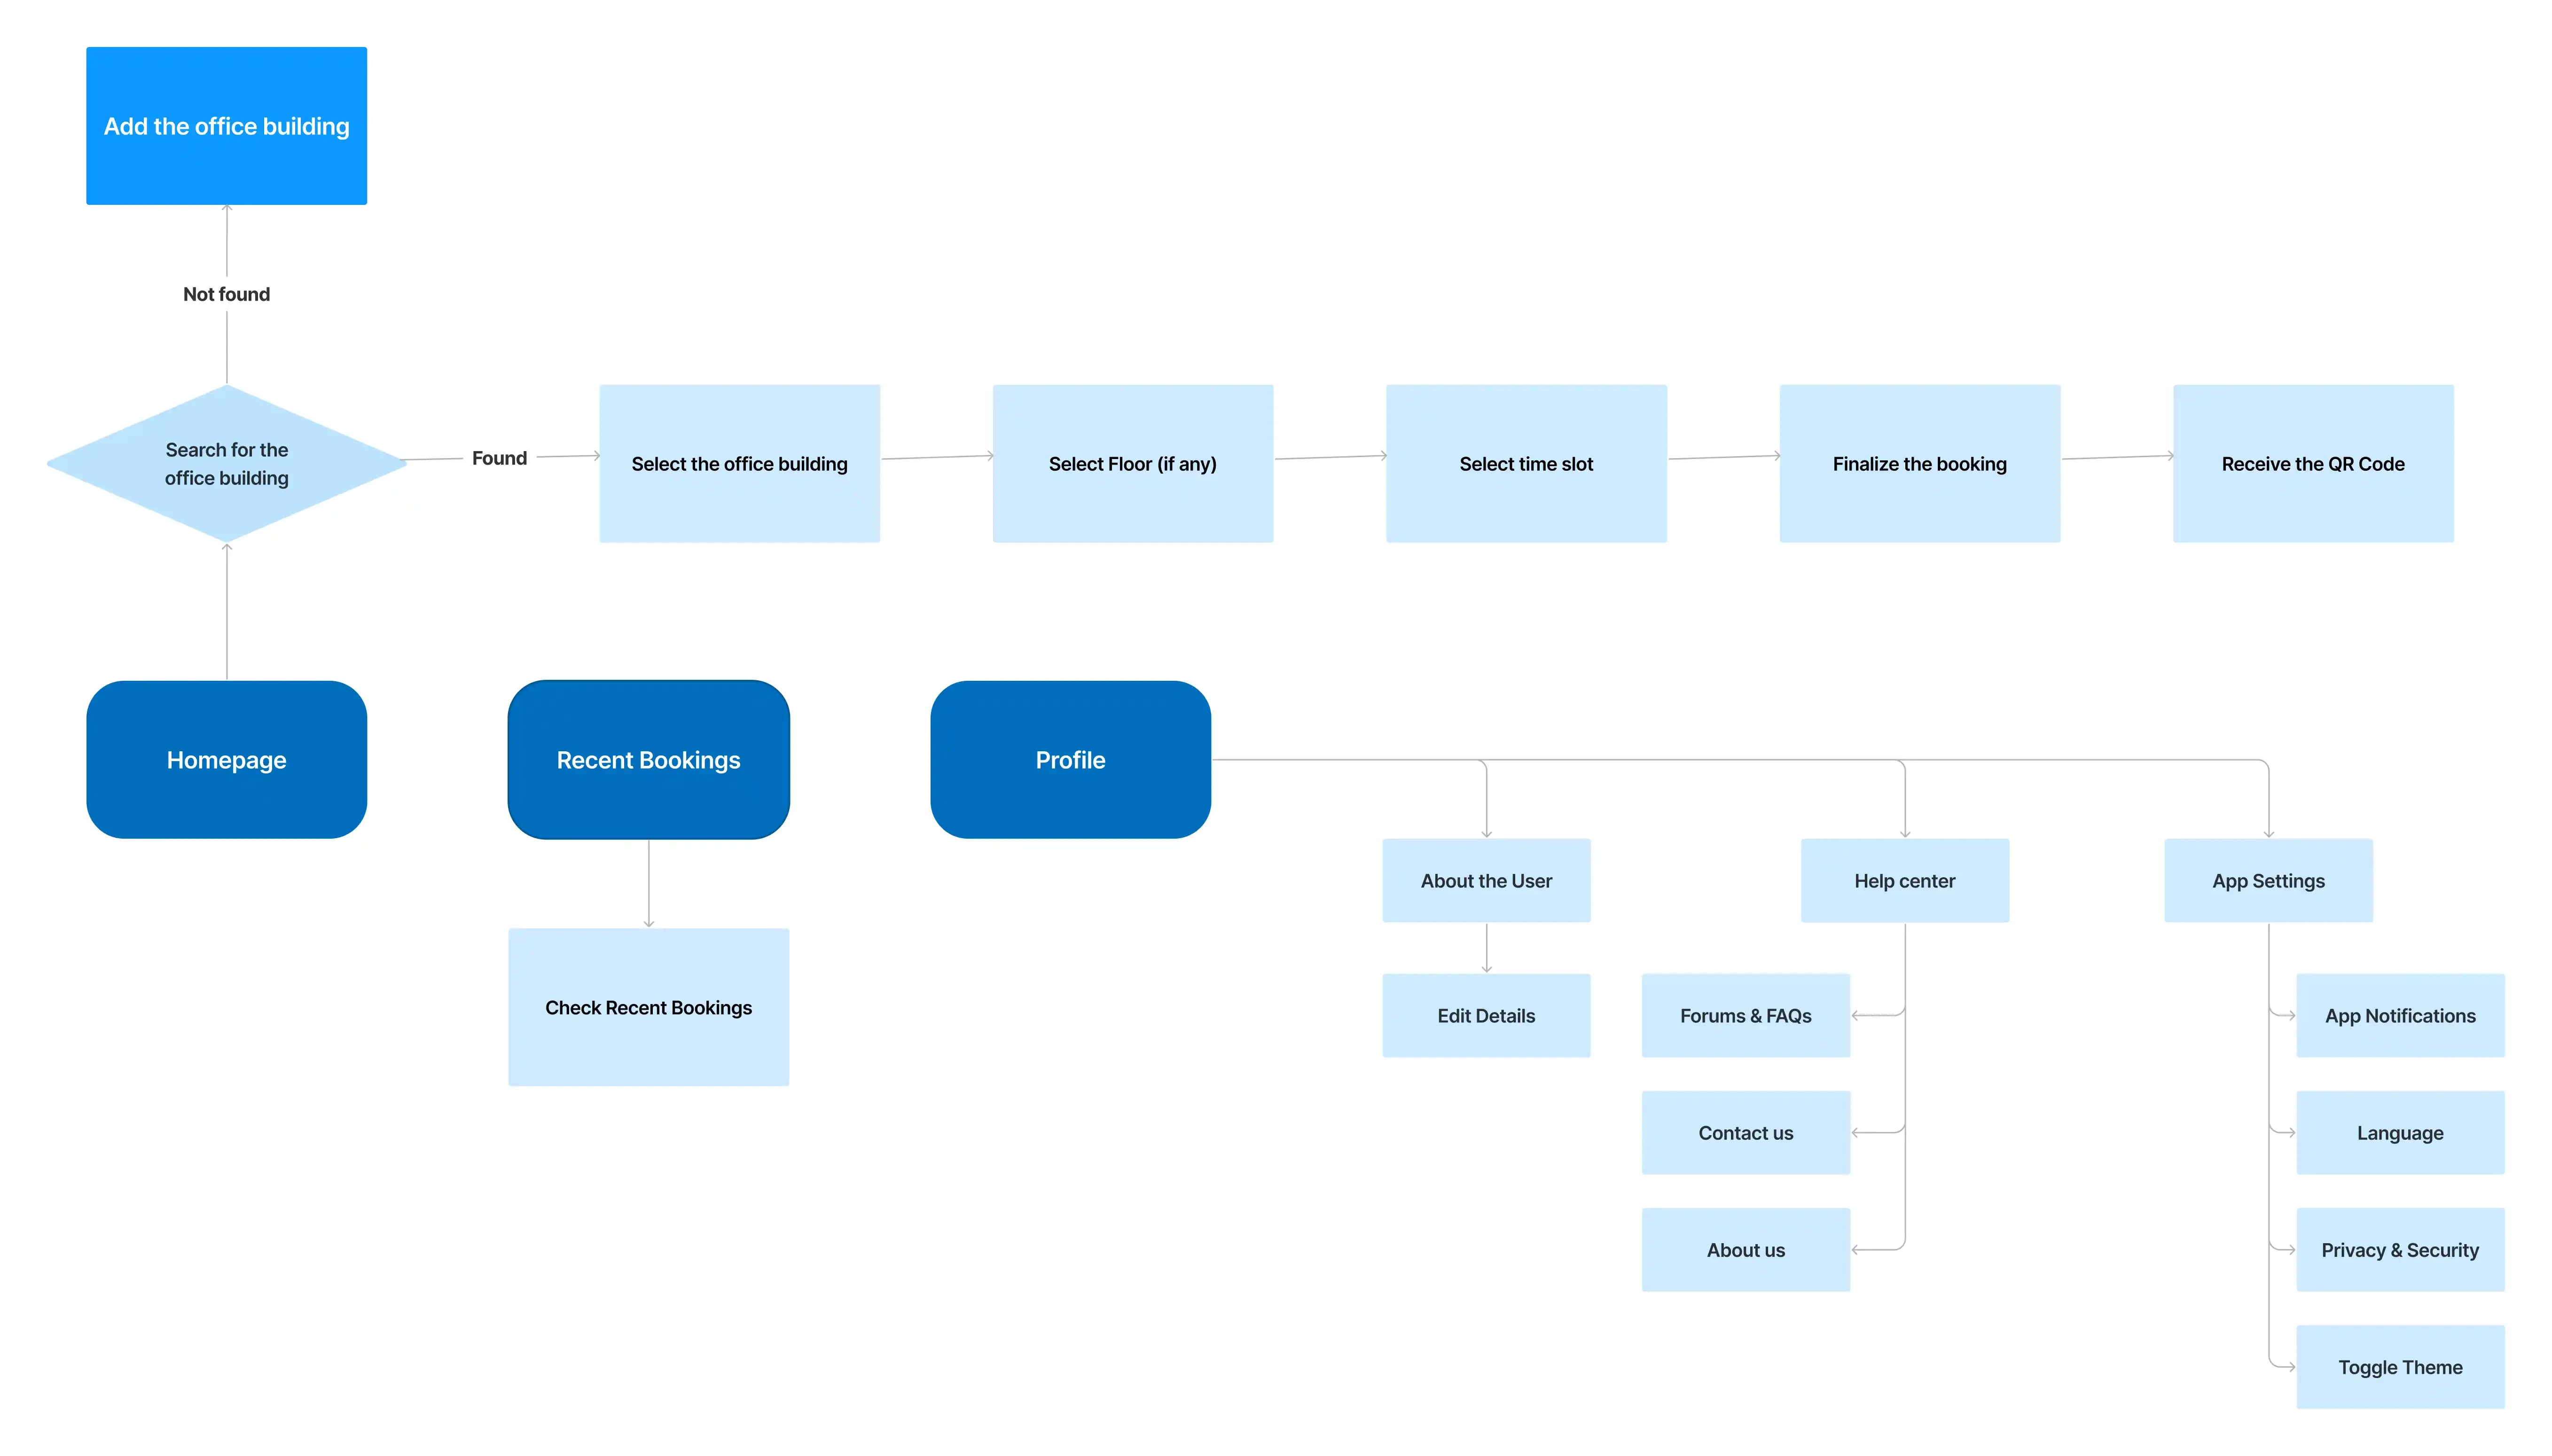 Add the office building
Not found
Search for the
office building
Found
Select the office building
Select Floor (if any)
Select time slot
Finalize the booking
Receive the QR Code
Homepage
Recent Bookings
Profile
About the User
Help center
App Settings
Check Recent Bookings
Edit Details
Forums & FAQs
App Notifications
Contact us
Language
About us
Privacy & Security
Toggle Theme